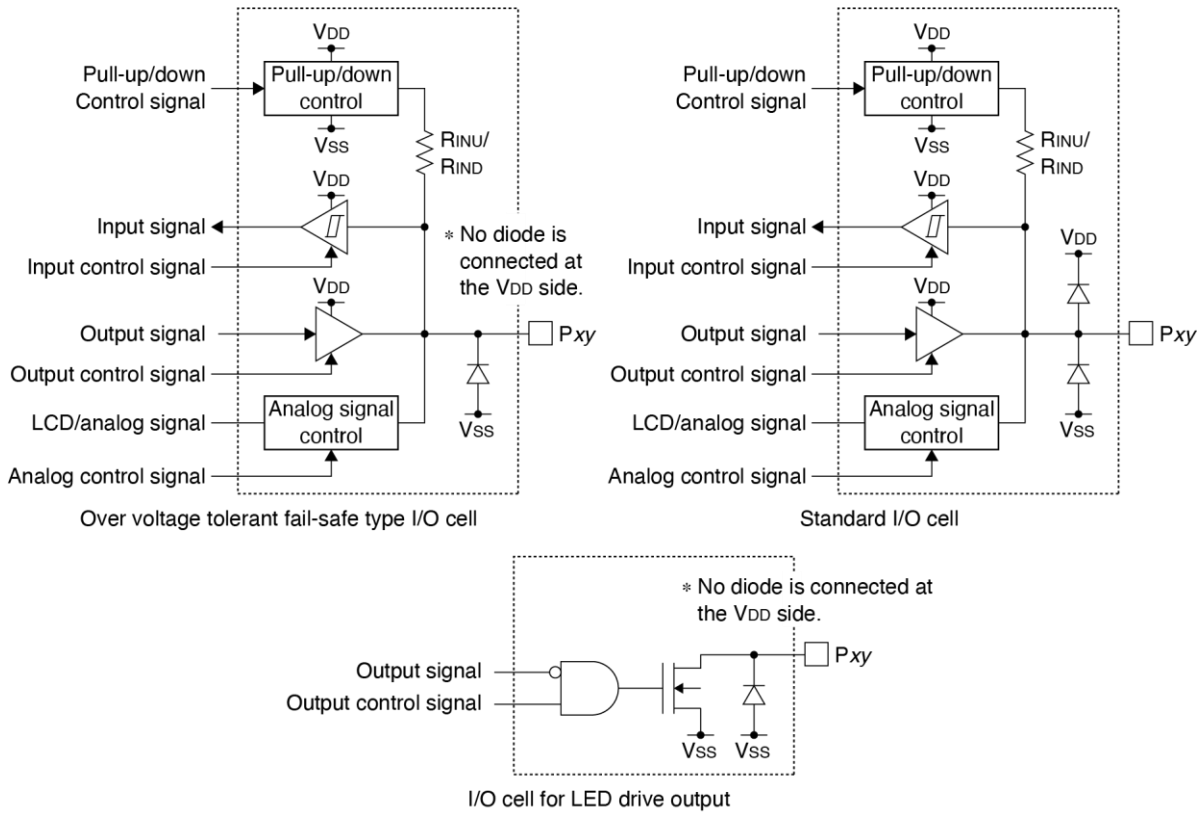 VDD
Pull-up/down
Control signal
Pull-up/down
control
VSS
RINU/
RIND
VDD
Input signal
Input control signal
* No diode is
connected at
the VDD side.
VDD
Output signal
Pxy
Output control signal
LCD/analog signal
Analog signal
control
VSS
Analog control signal
Over voltage tolerant fail-safe type I/O cell
VDD
Pull-up/down
Control signal
Pull-up/down
control
VSS
RINU/
RIND
VDD
Input signal
VDD
Input control signal
VDD
Output signal
Pxy
Output control signal
LCD/analog signal
Analog signal
control
VSS
Analog control signal
Standard I/O cell
* No diode is connected at
the VDD side.
Pxy
Output signal
Output control signal
VSS
VSS
I/O cell for LED drive output